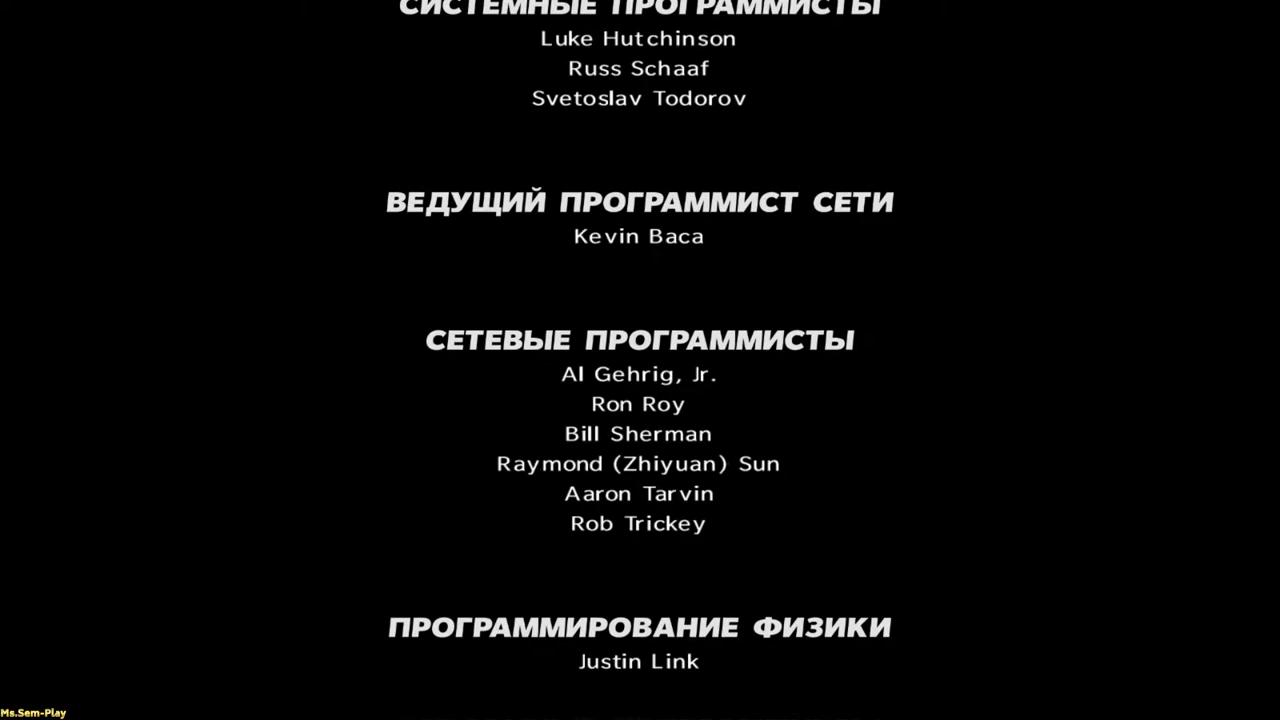 СИСТЕМНЫЕ ПРОГРАММИСТЫ
Luke Hutchinson
Russ Schaaf
Svetoslav Todorov
ВЕДУЩИЙ ПРОГРАММИСТ СЕТИ
Kevin Baca
СЕТЕВЫЕ ПРОГРАММИСТЫ
Al Gehrig, Jr.
Ron Roy
Bill Sherman
Raymond (Zhiyuan) Sun
Aaron Tarvin
Rob Trickey
ПРОГРАММИРОВАНИЕ ФИЗИКИ
Justin Link
Ms.Sem-Play